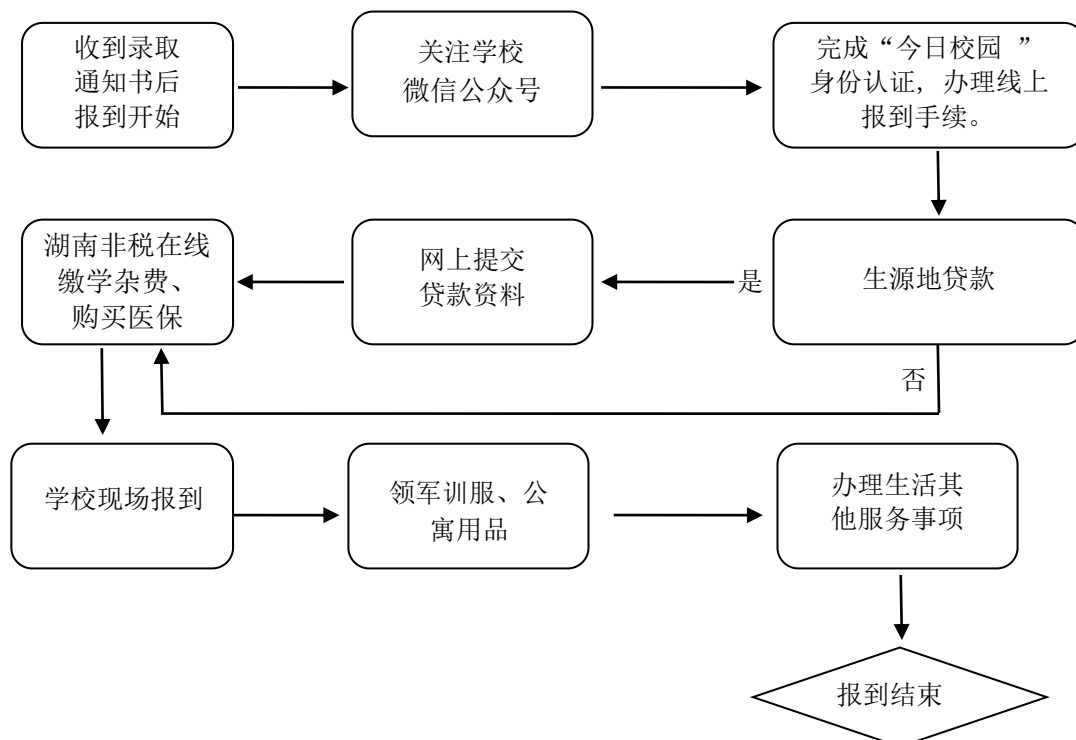 收到录取
通知书后
报到开始
关注学校
微信公众号
完成“今日校园 ”
身份认证, 办理线上
报到手续。
湖南非税在线
缴学杂费、
购买医保
网上提交
贷款资料
是
生源地贷款
否
学校现场报到
领军训服、公
寓用品
办理生活其
他服务事项
报到结束